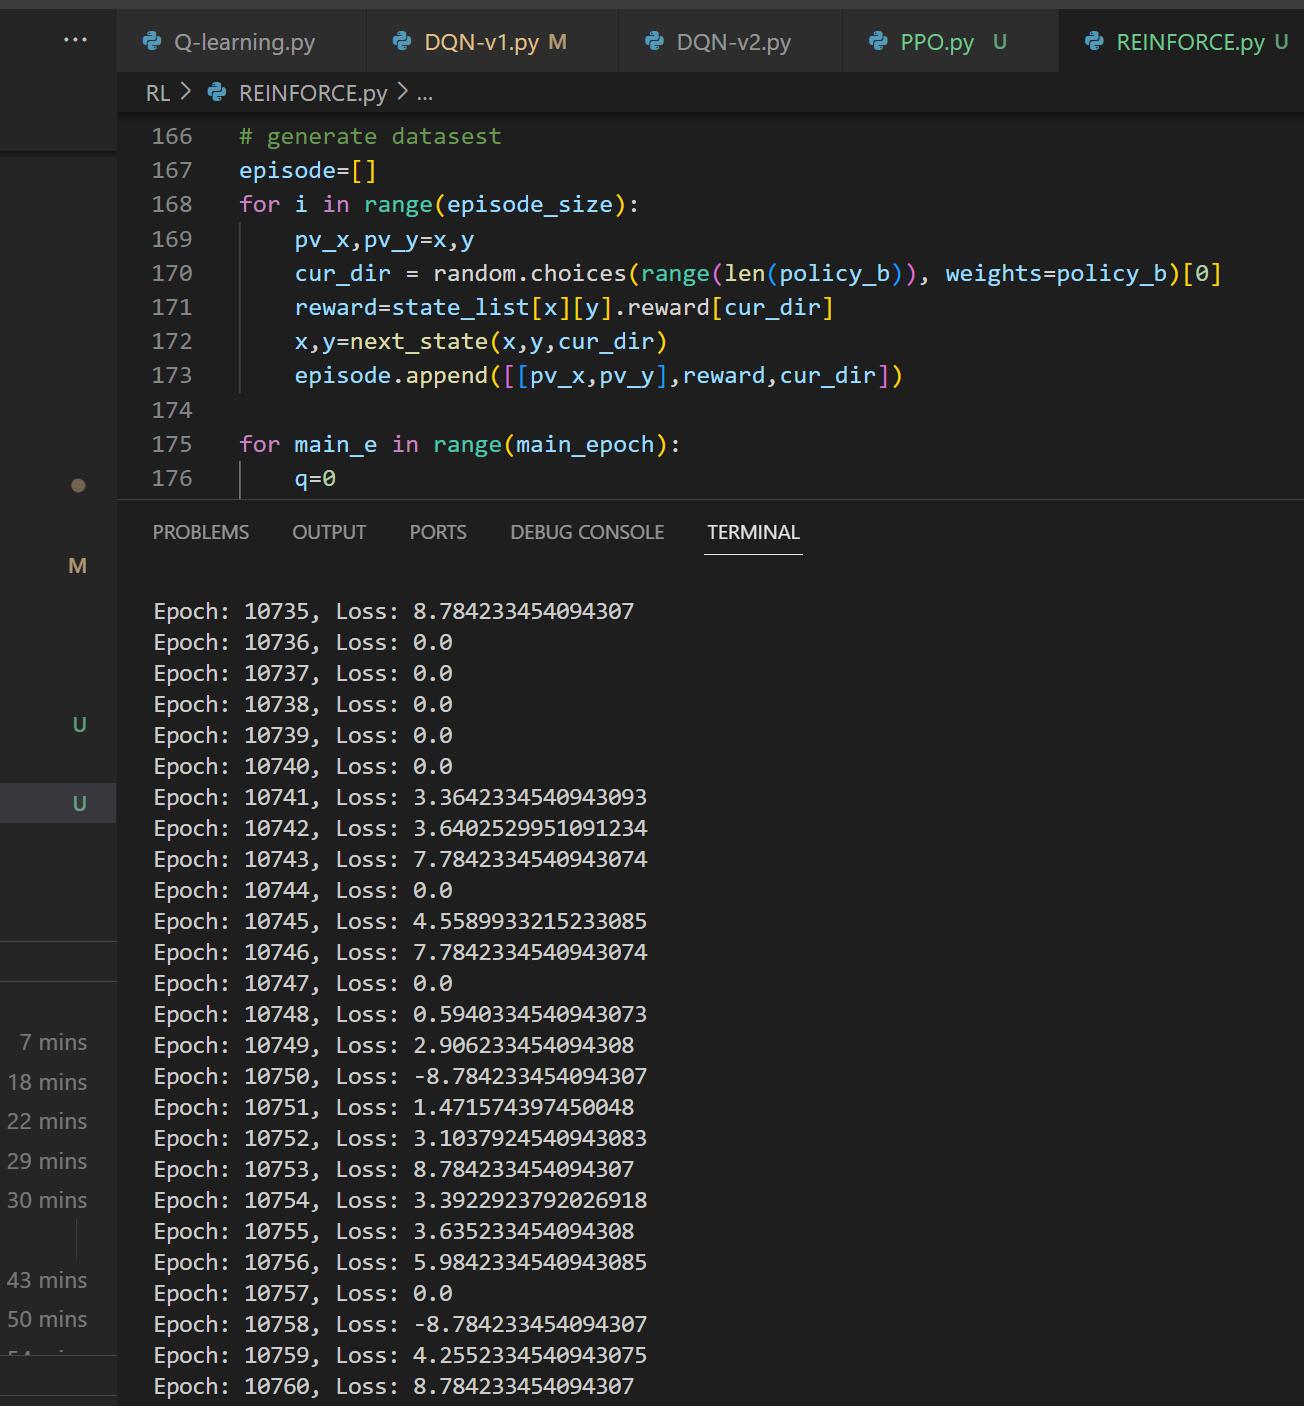 ... Q-learning.py DQN-v1.py M DQN-v2.py PPO.py U REINFORCE.py U
RL > REINFORCE.py > ...
166 # generate datasest
167 episode=[]
168 for i in range(episode_size):
169 pv_x,pv_y=x,y
170 cur_dir = random.choices(range(len(policy_b)), weights=policy_b)[0]
171 reward=state_list[x][y].reward[cur_dir]
172 x,y=next_state(x,y,cur_dir)
173 episode.append([[pv_x,pv_y],reward,cur_dir])
174
175 for main_e in range(main_epoch):
176 q=0
PROBLEMS OUTPUT PORTS DEBUG CONSOLE TERMINAL
M
U
U
7 mins
18 mins
22 mins
29 mins
30 mins
43 mins
50 mins
Epoch: 10735, Loss: 8.784233454094307
Epoch: 10736, Loss: 0.0
Epoch: 10737, Loss: 0.0
Epoch: 10738, Loss: 0.0
Epoch: 10739, Loss: 0.0
Epoch: 10740, Loss: 0.0
Epoch: 10741, Loss: 3.3642334540943093
Epoch: 10742, Loss: 3.6402529951091234
Epoch: 10743, Loss: 7.7842334540943074
Epoch: 10744, Loss: 0.0
Epoch: 10745, Loss: 4.5589933215233085
Epoch: 10746, Loss: 7.7842334540943074
Epoch: 10747, Loss: 0.0
Epoch: 10748, Loss: 0.5940334540943073
Epoch: 10749, Loss: 2.906233454094308
Epoch: 10750, Loss: -8.784233454094307
Epoch: 10751, Loss: 1.471574397450048
Epoch: 10752, Loss: 3.1037924540943083
Epoch: 10753, Loss: 8.784233454094307
Epoch: 10754, Loss: 3.3922923792026918
Epoch: 10755, Loss: 3.635233454094308
Epoch: 10756, Loss: 5.9842334540943085
Epoch: 10757, Loss: 0.0
Epoch: 10758, Loss: -8.784233454094307
Epoch: 10759, Loss: 4.2552334540943075
Epoch: 10760, Loss: 8.784233454094307